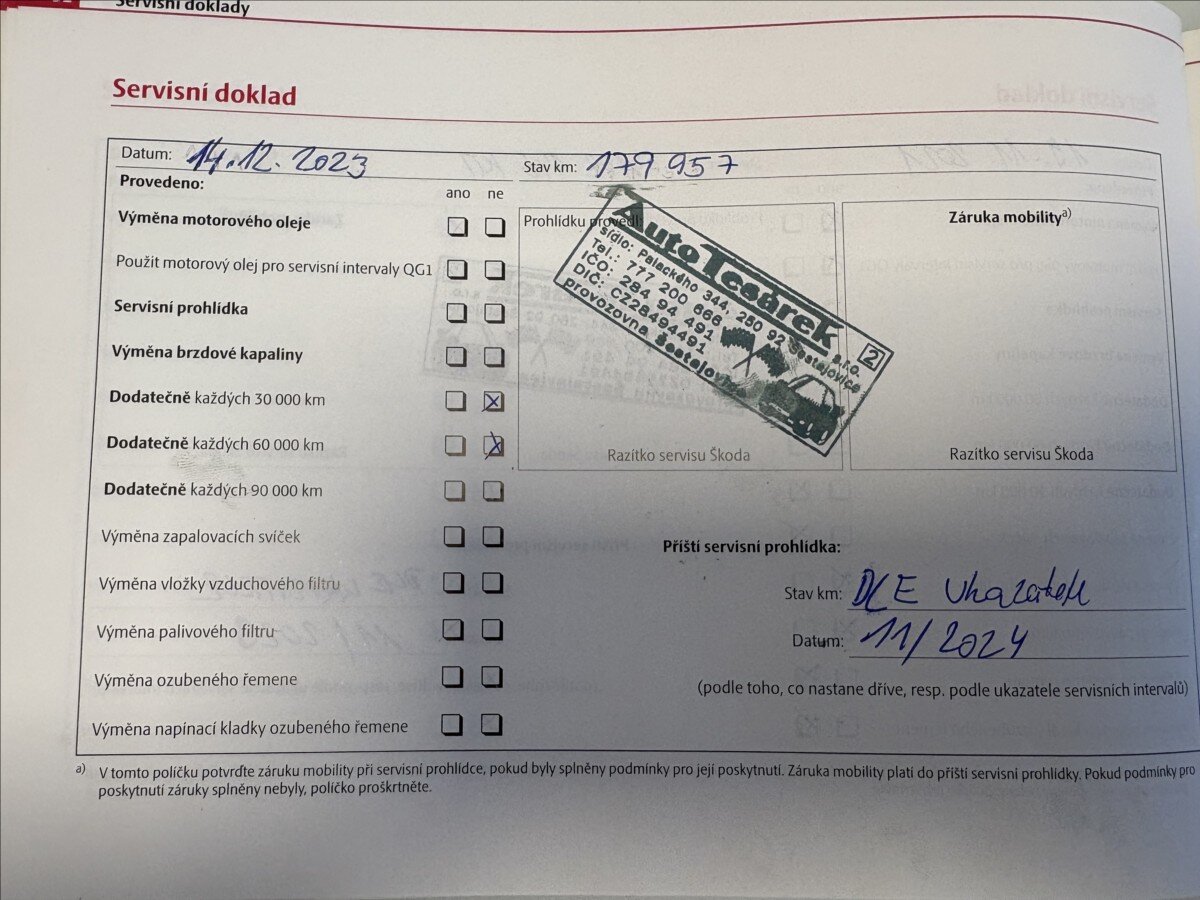 Servisní doklady
Servisní doklad
Datum: 14.12.2023
Stav km: 179 957
Provedeno:
ano ne
Výměna motorového oleje
Použít motorový olej pro servisní intervaly QG1
Servisní prohlídka
Výměna brzdové kapaliny
Dodatečně každých 30 000 km
Dodatečně každých 60 000 km
Dodatečně každých 90 000 km
Výměna zapalovacích svíček
Výměna vložky vzduchového filtru
Výměna palivového filtru
Výměna ozubeného řemene
Výměna napínací kladky ozubeného řemene
Prohlídku provedl:
AutoTesárek s.r.o.
sídlo: Palackého 344, 250 92 Šestajovice
Tel.: 777 200 666
IČO: 284 94 491
DIČ: CZ28494491
provozovna Šestajovice
2
Razítko servisu Škoda
Záruka mobility a)
Razítko servisu Škoda
Příští servisní prohlídka:
Stav km: DLE Ukazatele
Datum: 11/2024
(podle toho, co nastane dříve, resp. podle ukazatele servisních intervalů)
a) V tomto políčku potvrďte záruku mobility při servisní prohlídce, pokud byly splněny podmínky pro její poskytnutí. Záruka mobility platí do příští servisní prohlídky. Pokud podmínky pro
poskytnutí záruky splněny nebyly, políčko proškrtněte.